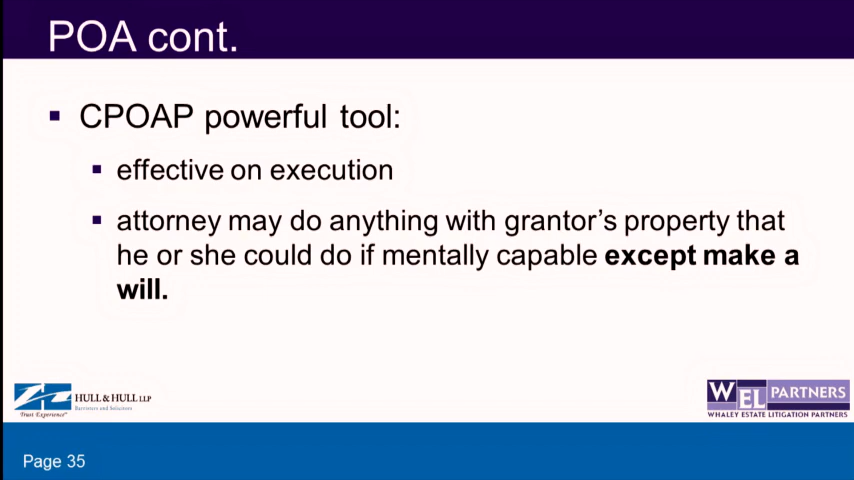 POA cont.
CPOAP powerful tool:
effective on execution
attorney may do anything with grantor's property that
he or she could do if mentally capable except make a
will.
HULL & HULL LLP
Barristers and Solicitors
Trust Experience
WEL PARTNERS
WHALEY ESTATE LITIGATION PARTNERS
Page 35